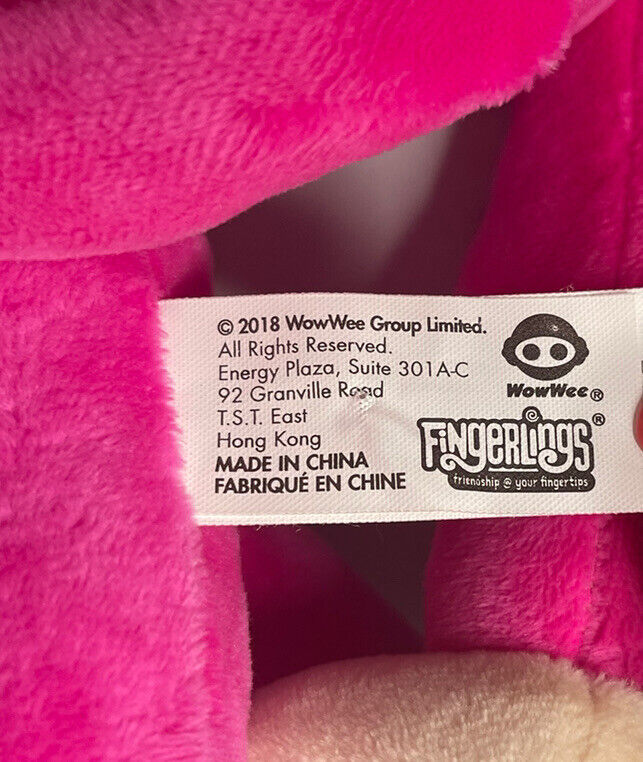 © 2018 WowWee Group Limited.
All Rights Reserved.
Energy Plaza, Suite 301A-C
92 Granville Road
T.S.T. East
Hong Kong
MADE IN CHINA
FABRIQUÉ EN CHINE
WowWee®
FiNGERLiNGS®
friendship @ your fingertips